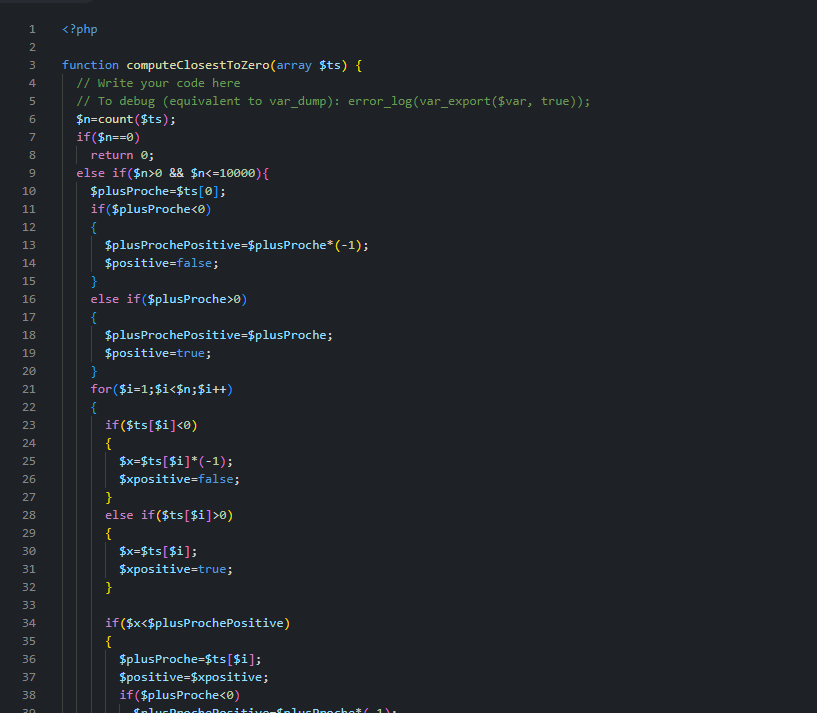 1 <?php
2
3 function computeClosestToZero(array $ts) {
4 // Write your code here
5 // To debug (equivalent to var_dump): error_log(var_export($var, true));
6 $n=count($ts);
7 if($n==0)
8 return 0;
9 else if($n>0 && $n<=10000){
10 $plusProche=$ts[0];
11 if($plusProche<0)
12 {
13 $plusProchePositive=$plusProche*(-1);
14 $positive=false;
15 }
16 else if($plusProche>0)
17 {
18 $plusProchePositive=$plusProche;
19 $positive=true;
20 }
21 for($i=1;$i<$n;$i++)
22 {
23 if($ts[$i]<0)
24 {
25 $x=$ts[$i]*(-1);
26 $xpositive=false;
27 }
28 else if($ts[$i]>0)
29 {
30 $x=$ts[$i];
31 $xpositive=true;
32 }
33
34 if($x<$plusProchePositive)
35 {
36 $plusProche=$ts[$i];
37 $positive=$xpositive;
38 if($plusProche<0)
39 $plusProchePositive=$plusProche*(-1);